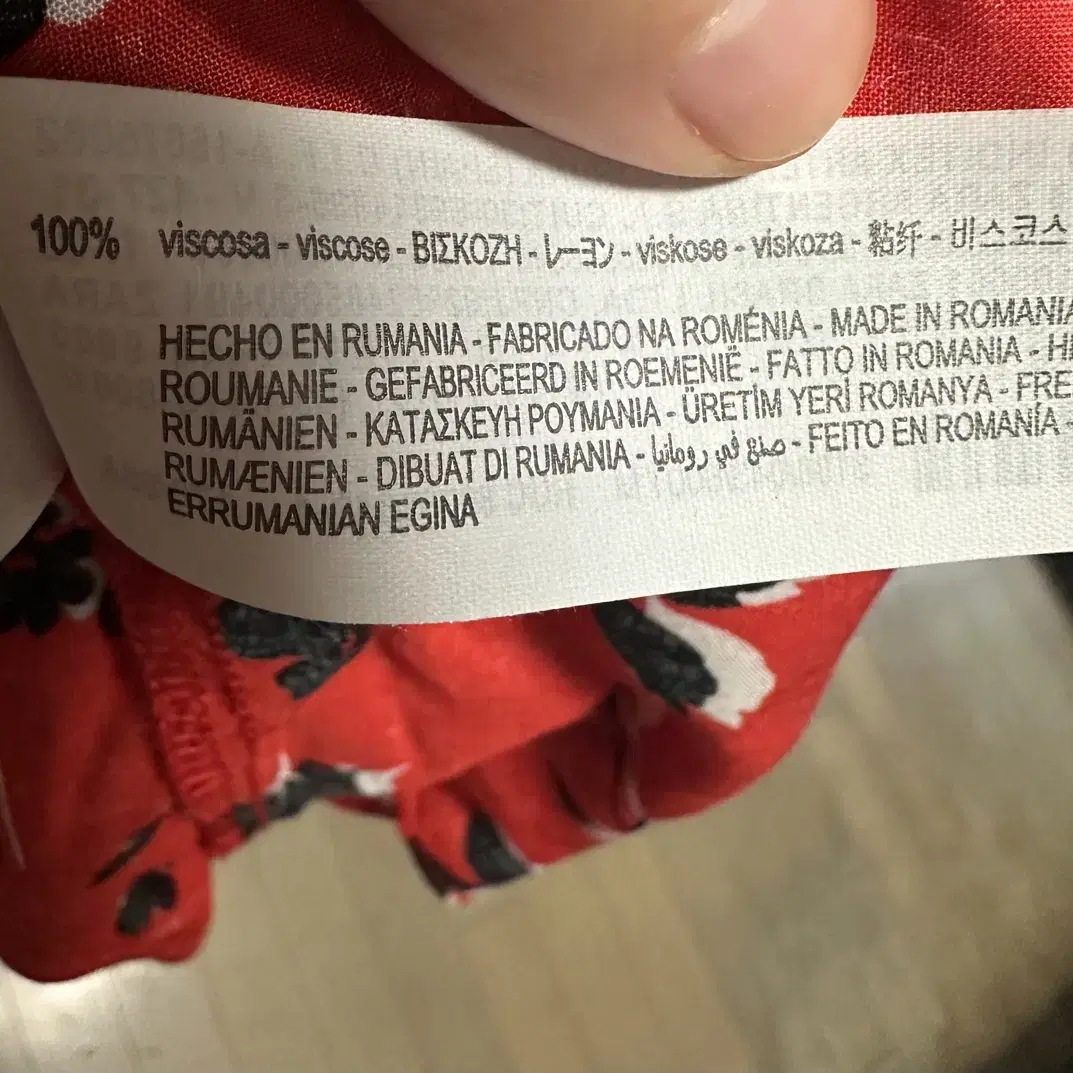 100% viscosa - viscose - ΒΙΣΚΟΖΗ - レーヨン - viskose - viskoza - 粘纤 - 비스코스
HECHO EN RUMANIA - FABRICADO NA ROMÉNIA - MADE IN ROMANIA
ROUMANIE - GEFABRICEERD IN ROEMENIË - FATTO IN ROMANIA -
RUMÄNIEN - ΚΑΤΑΣΚΕΥΗ ΡΟΥΜΑΝΙΑ - ÜRETİM YERİ ROMANYA -
RUMÆNIEN - DIBUAT DI RUMANIA - صنع في رومانيا - FEITO EN ROMANÍA -
ERRUMANIAN EGINA